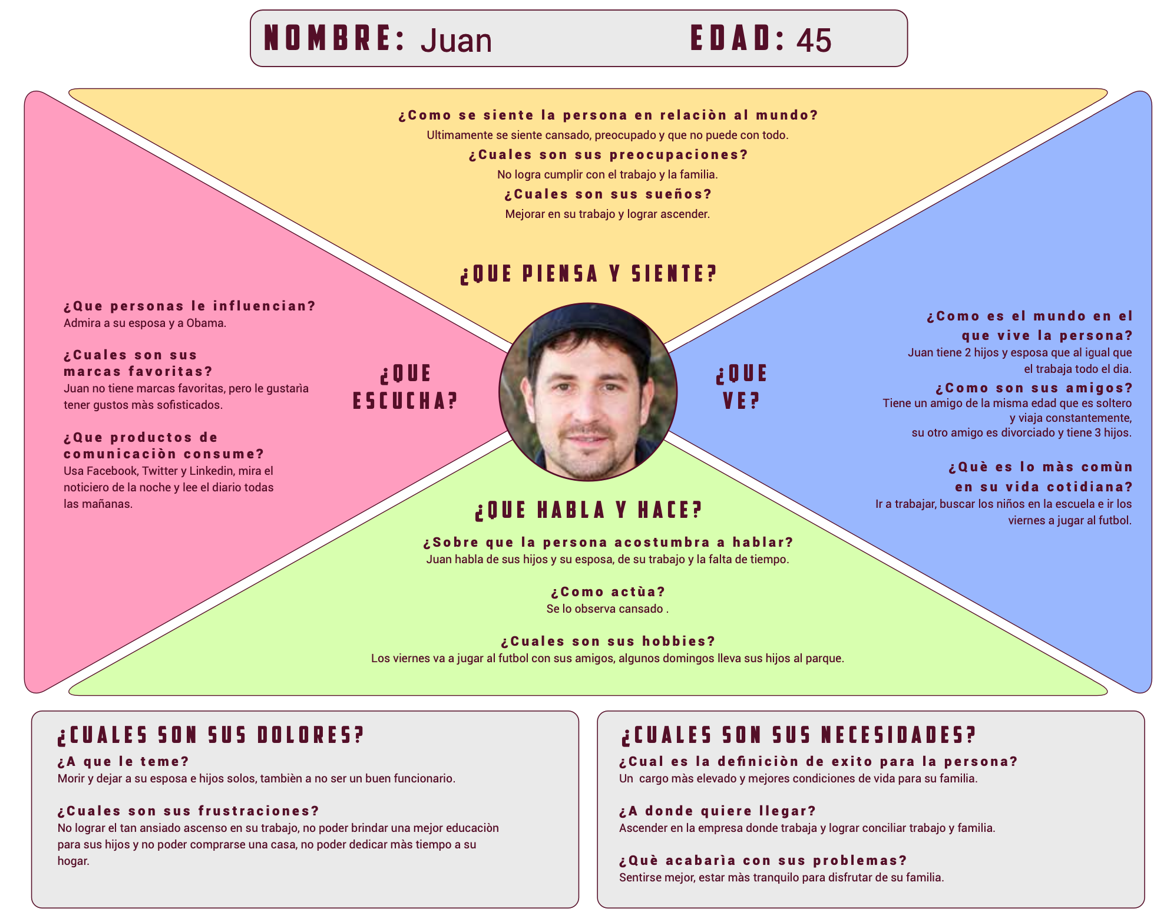 NOMBRE: Juan EDAD: 45
¿Como se siente la persona en relaciòn al mundo?
Ultimamente se siente cansado, preocupado y que no puede con todo.
¿Cuales son sus preocupaciones?
No logra cumplir con el trabajo y la familia.
¿Cuales son sus sueños?
Mejorar en su trabajo y lograr ascender.
¿QUE PIENSA Y SIENTE?
¿Que personas le influencian?
Admira a su esposa y a Obama.
¿Cuales son sus
marcas favoritas?
Juan no tiene marcas favoritas, pero le gustarìa
tener gustos màs sofisticados.
¿Que productos de
comunicaciòn consume?
Usa Facebook, Twitter y Linkedin, mira el
noticiero de la noche y lee el diario todas
las mañanas.
¿QUE
ESCUCHA?
¿QUE
VE?
¿Como es el mundo en el
que vive la persona?
Juan tiene 2 hijos y esposa que al igual que
el trabaja todo el dia.
¿Como son sus amigos?
Tiene un amigo de la misma edad que es soltero
y viaja constantemente,
su otro amigo es divorciado y tiene 3 hijos.
¿Què es lo màs comùn
en su vida cotidiana?
Ir a trabajar, buscar los niños en la escuela e ir los
viernes a jugar al futbol.
¿QUE HABLA Y HACE?
¿Sobre que la persona acostumbra a hablar?
Juan habla de sus hijos y su esposa, de su trabajo y la falta de tiempo.
¿Como actùa?
Se lo observa cansado .
¿Cuales son sus hobbies?
Los viernes va a jugar al futbol con sus amigos, algunos domingos lleva sus hijos al parque.
¿CUALES SON SUS DOLORES?
¿A que le teme?
Morir y dejar a su esposa e hijos solos, tambièn a no ser un buen funcionario.
¿Cuales son sus frustraciones?
No lograr el tan ansiado ascenso en su trabajo, no poder brindar una mejor educaciòn
para sus hijos y no poder comprarse una casa, no poder dedicar màs tiempo a su
hogar.
¿CUALES SON SUS NECESIDADES?
¿Cual es la definiciòn de exito para la persona?
Un  cargo màs elevado y mejores condiciones de vida para su familia.
¿A donde quiere llegar?
Ascender en la empresa donde trabaja y lograr conciliar trabajo y familia.
¿Què acabarìa con sus problemas?
Sentirse mejor, estar màs tranquilo para disfrutar de su familia.